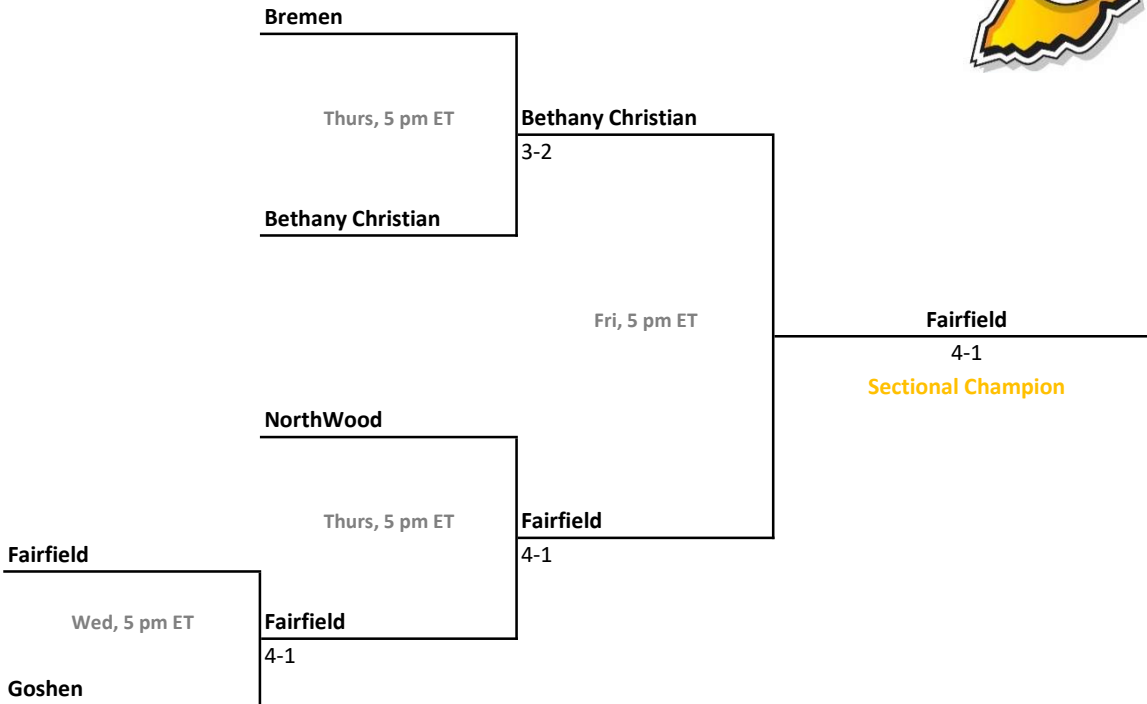 Bremen
Thurs, 5 pm ET
Bethany Christian
3-2
Bethany Christian
Fri, 5 pm ET
Fairfield
4-1
Sectional Champion
NorthWood
Thurs, 5 pm ET
Fairfield
4-1
Fairfield
Wed, 5 pm ET
Fairfield
4-1
Goshen